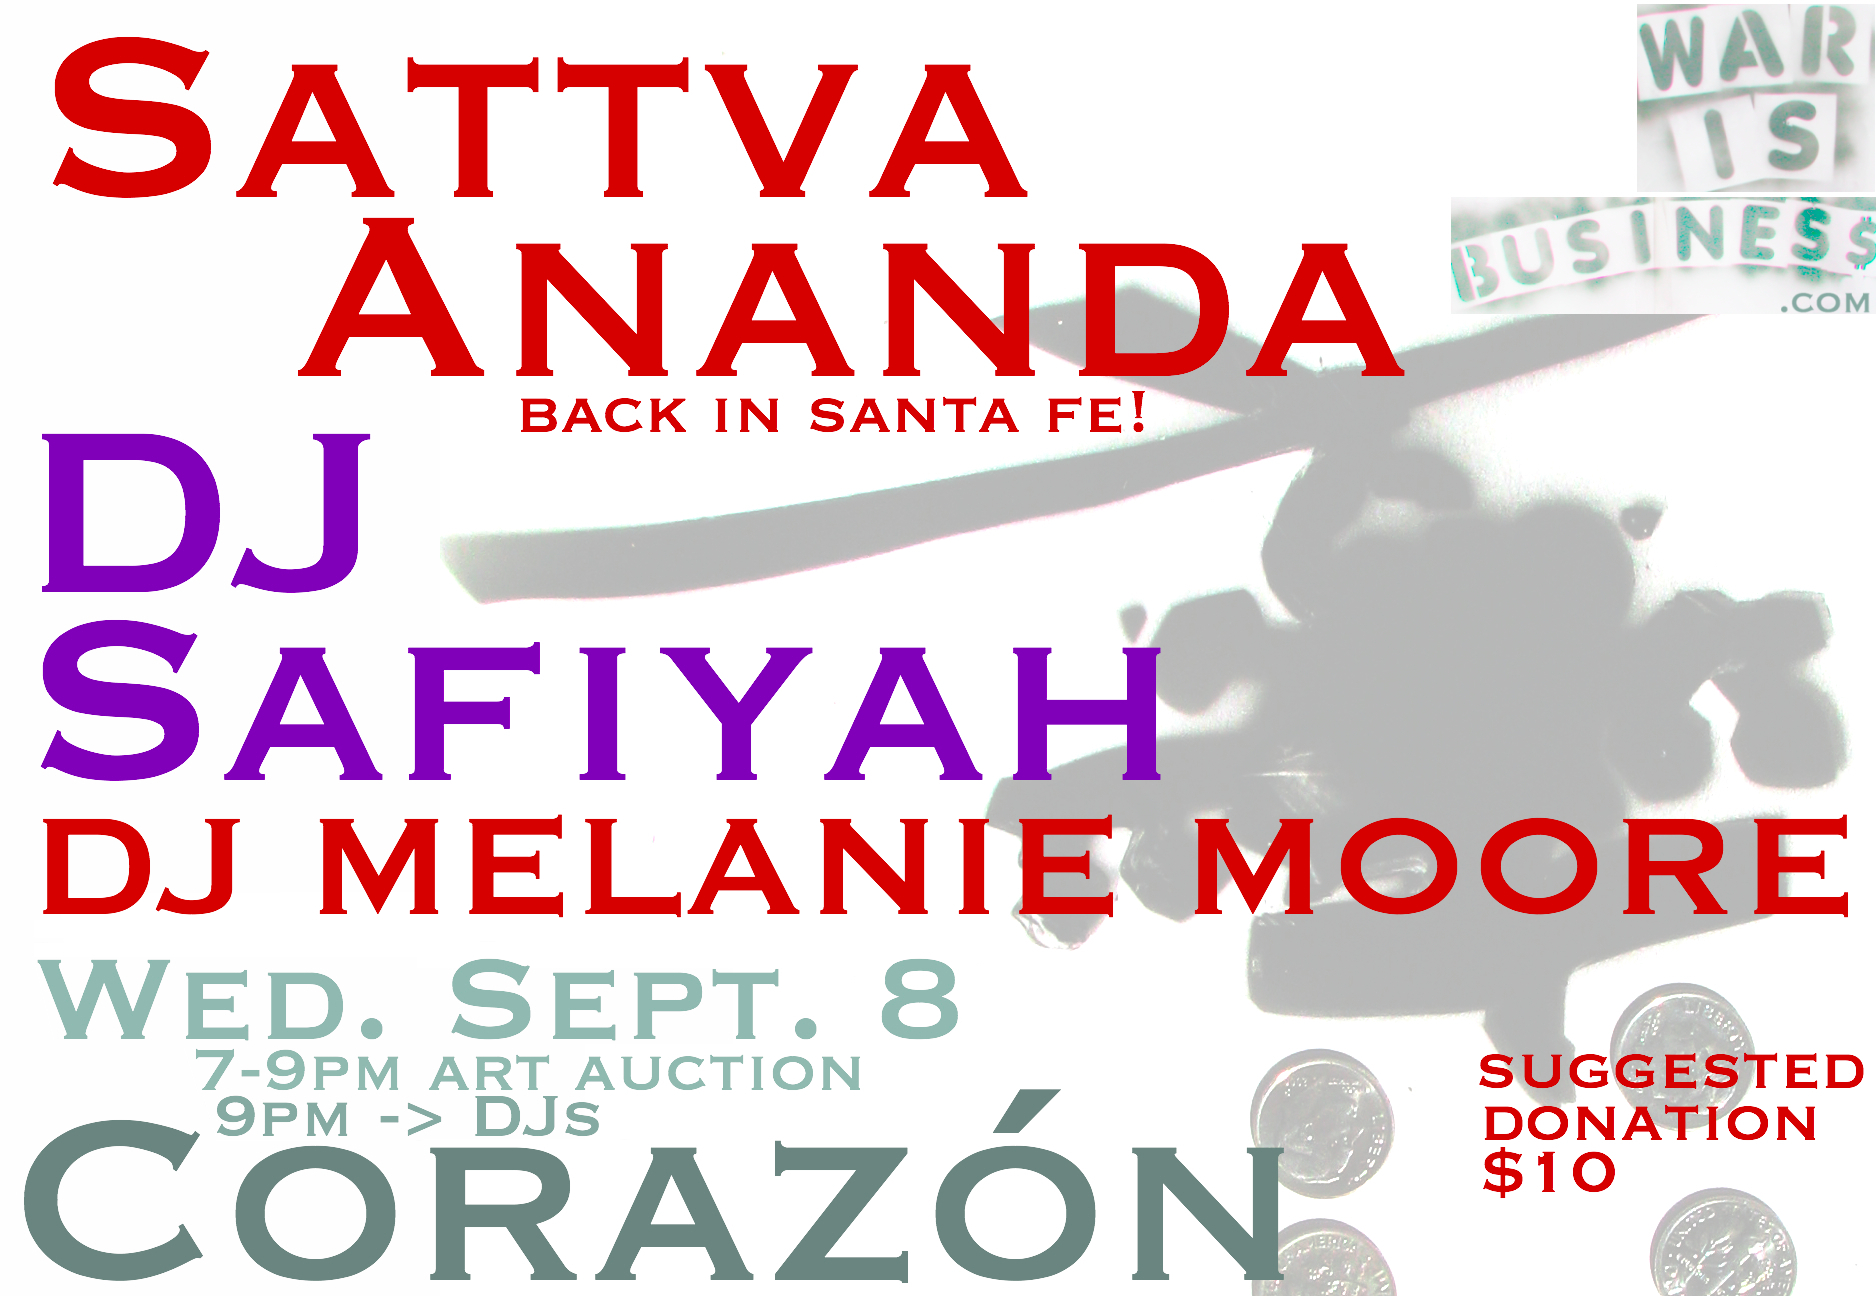 SATTVA
ANANDA
BACK IN SANTA FE!
WAR
IS
BUSINES$
.COM
DJ
SAFIYAH
DJ MELANIE MOORE
WED. SEPT. 8
7-9PM ART AUCTION
9PM -> DJS
CORAZÓN
SUGGESTED
DONATION
$10